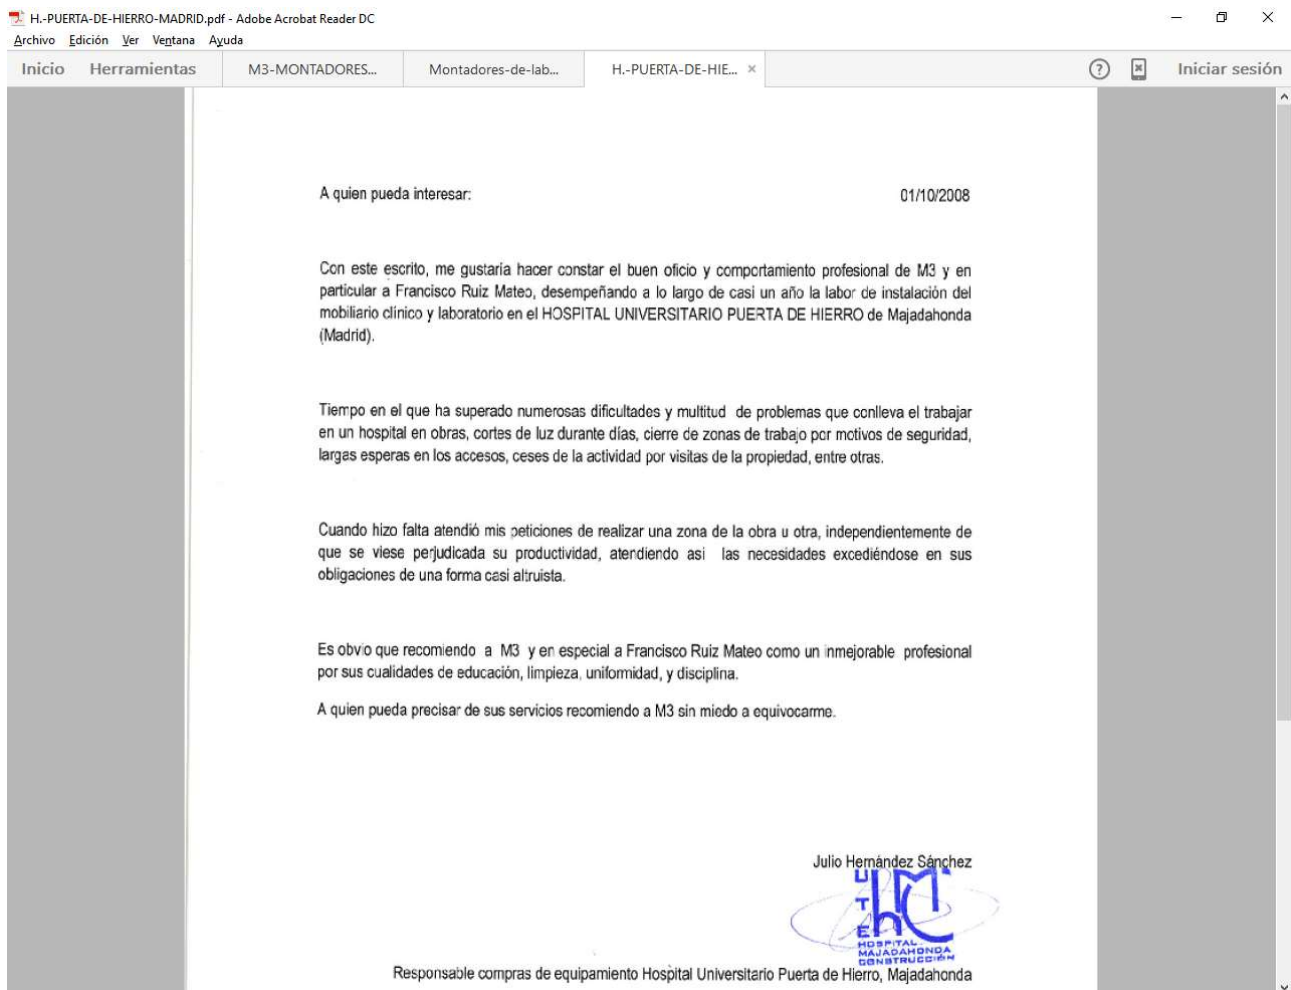 H.-PUERTA-DE-HIERRO-MADRID.pdf - Adobe Acrobat Reader DC
Archivo Edición Ver Ventana Ayuda
Inicio Herramientas M3-MONTADORES... Montadores-de-lab... H.-PUERTA-DE-HIE... × Iniciar sesión
A quien pueda interesar: 01/10/2008
Con este escrito, me gustaría hacer constar el buen oficio y comportamiento profesional de M3 y en
particular a Francisco Ruiz Mateo, desempeñando a lo largo de casi un año la labor de instalación del
mobiliario clínico y laboratorio en el HOSPITAL UNIVERSITARIO PUERTA DE HIERRO de Majadahonda
(Madrid).
Tiempo en el que ha superado numerosas dificultades y multitud de problemas que conlleva el trabajar
en un hospital en obras, cortes de luz durante días, cierre de zonas de trabajo por motivos de seguridad,
largas esperas en los accesos, ceses de la actividad por visitas de la propiedad, entre otras.
Cuando hizo falta atendió mis peticiones de realizar una zona de la obra u otra, independientemente de
que se viese perjudicada su productividad, atendiendo asi las necesidades excediéndose en sus
obligaciones de una forma casi altruista.
Es obvio que recomiendo a M3 y en especial a Francisco Ruiz Mateo como un inmejorable profesional
por sus cualidades de educación, limpieza, uniformidad, y disciplina.
A quien pueda precisar de sus servicios recomiendo a M3 sin miedo a equivocarme.
Julio Hernández Sánchez
UTE hMC
HOSPITAL
MAJADAHONDA
CONSTRUCCIÓN
Responsable compras de equipamiento Hospital Universitario Puerta de Hierro, Majadahonda